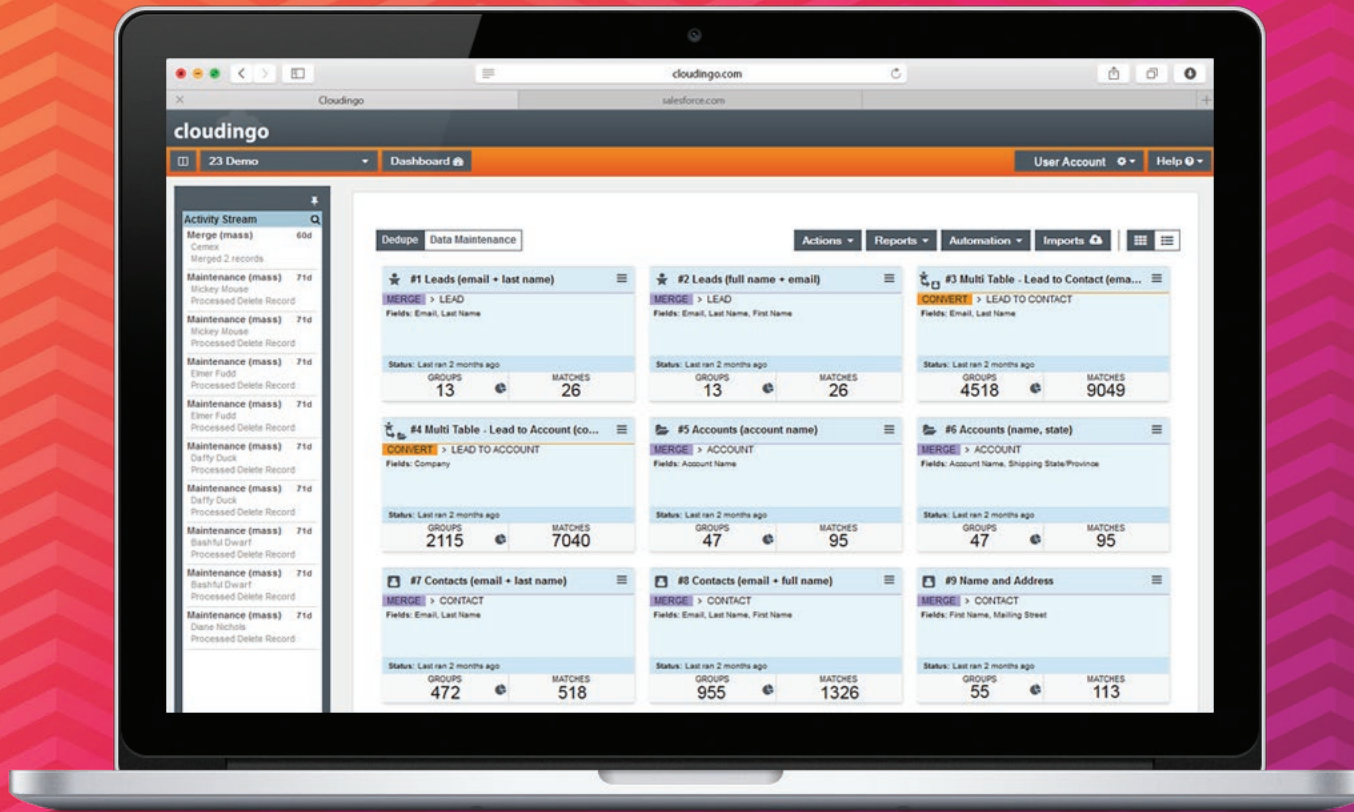 cloudingo.com
Cloudingo
salesforce.com
cloudingo
23 Demo
Dashboard
User Account
Help
Activity Stream
Merge (mass) 60d
Cemex
Merged 2 records
Maintenance (mass) 71d
Mickey Mouse
Processed Delete Record
Maintenance (mass) 71d
Mickey Mouse
Processed Delete Record
Maintenance (mass) 71d
Elmer Fudd
Processed Delete Record
Maintenance (mass) 71d
Elmer Fudd
Processed Delete Record
Maintenance (mass) 71d
Daffy Duck
Processed Delete Record
Maintenance (mass) 71d
Daffy Duck
Processed Delete Record
Maintenance (mass) 71d
Bashful Dwarf
Processed Delete Record
Maintenance (mass) 71d
Bashful Dwarf
Processed Delete Record
Maintenance (mass) 71d
Diane Nichols
Processed Delete Record
Dedupe Data Maintenance
Actions Reports Automation Imports
#1 Leads (email + last name)
MERGE > LEAD
Fields: Email, Last Name
Status: Last ran 2 months ago
GROUPS MATCHES
13 26
#2 Leads (full name + email)
MERGE > LEAD
Fields: Email, Last Name, First Name
Status: Last ran 2 months ago
GROUPS MATCHES
13 26
#3 Multi Table - Lead to Contact (ema...
CONVERT > LEAD TO CONTACT
Fields: Email, Last Name
Status: Last ran 2 months ago
GROUPS MATCHES
4518 9049
#4 Multi Table - Lead to Account (co...
CONVERT > LEAD TO ACCOUNT
Fields: Company
Status: Last ran 2 months ago
GROUPS MATCHES
2115 7040
#5 Accounts (account name)
MERGE > ACCOUNT
Fields: Account Name
Status: Last ran 2 months ago
GROUPS MATCHES
47 95
#6 Accounts (name, state)
MERGE > ACCOUNT
Fields: Account Name, Shipping State/Province
Status: Last ran 2 months ago
GROUPS MATCHES
47 95
#7 Contacts (email + last name)
MERGE > CONTACT
Fields: Email, Last Name
Status: Last ran 2 months ago
GROUPS MATCHES
472 518
#8 Contacts (email + full name)
MERGE > CONTACT
Fields: Email, Last Name, First Name
Status: Last ran 2 months ago
GROUPS MATCHES
955 1326
#9 Name and Address
MERGE > CONTACT
Fields: First Name, Mailing Street
Status: Last ran 2 months ago
GROUPS MATCHES
55 113